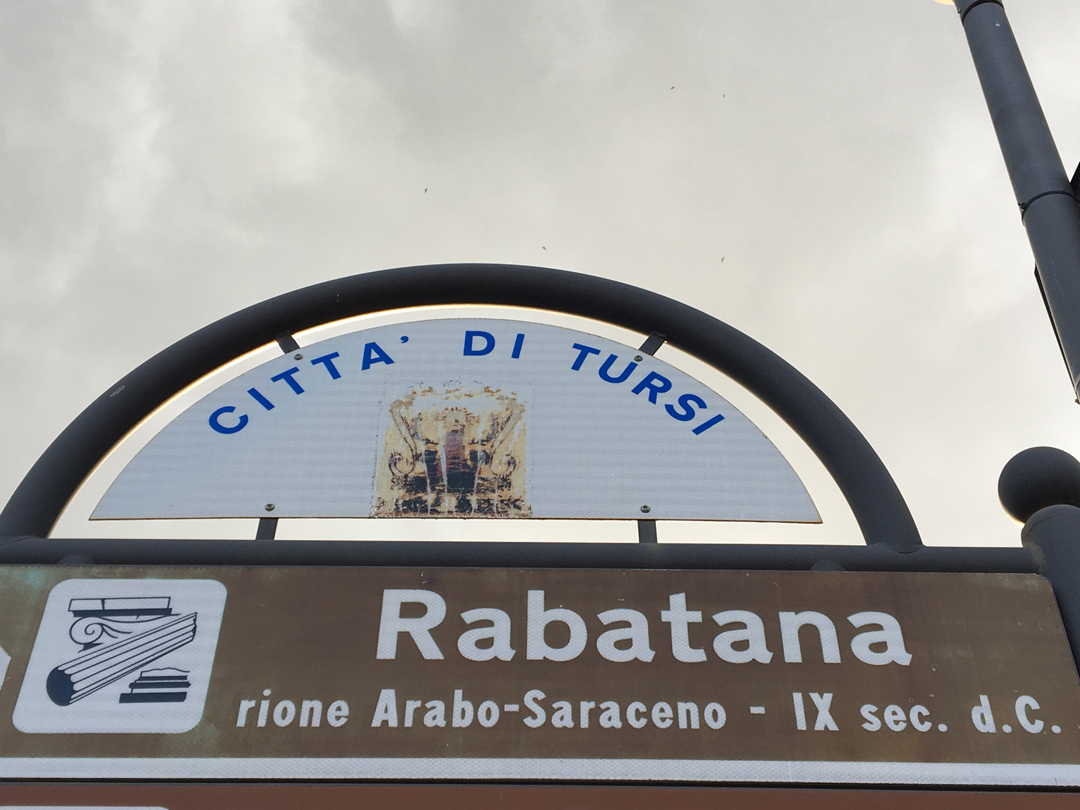 CITTA' DI TURSI
Rabatana
rione Arabo-Saraceno - IX sec. d.C.